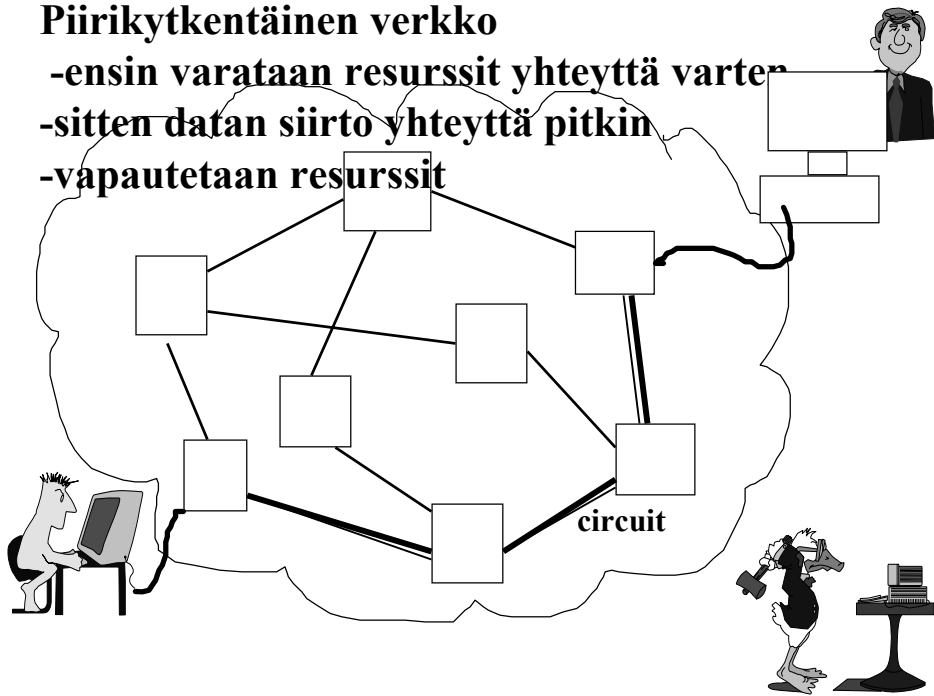 Piirikytkentäinen verkko
-ensin varataan resurssit yhteyttä varten
-sitten datan siirto yhteyttä pitkin
-vapautetaan resurssit
circuit